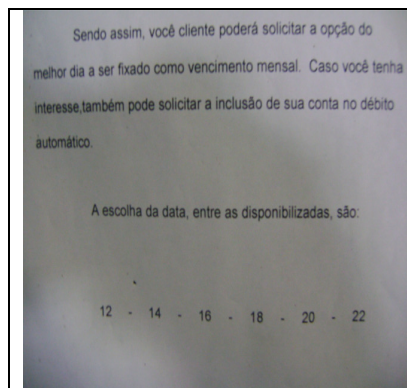 Sendo assim, você cliente poderá solicitar a opção do
melhor dia a ser fixado como vencimento mensal. Caso você tenha
interesse,também pode solicitar a inclusão de sua conta no débito
automático.
A escolha da data, entre as disponibilizadas, são:
12 - 14 - 16 - 18 - 20 - 22